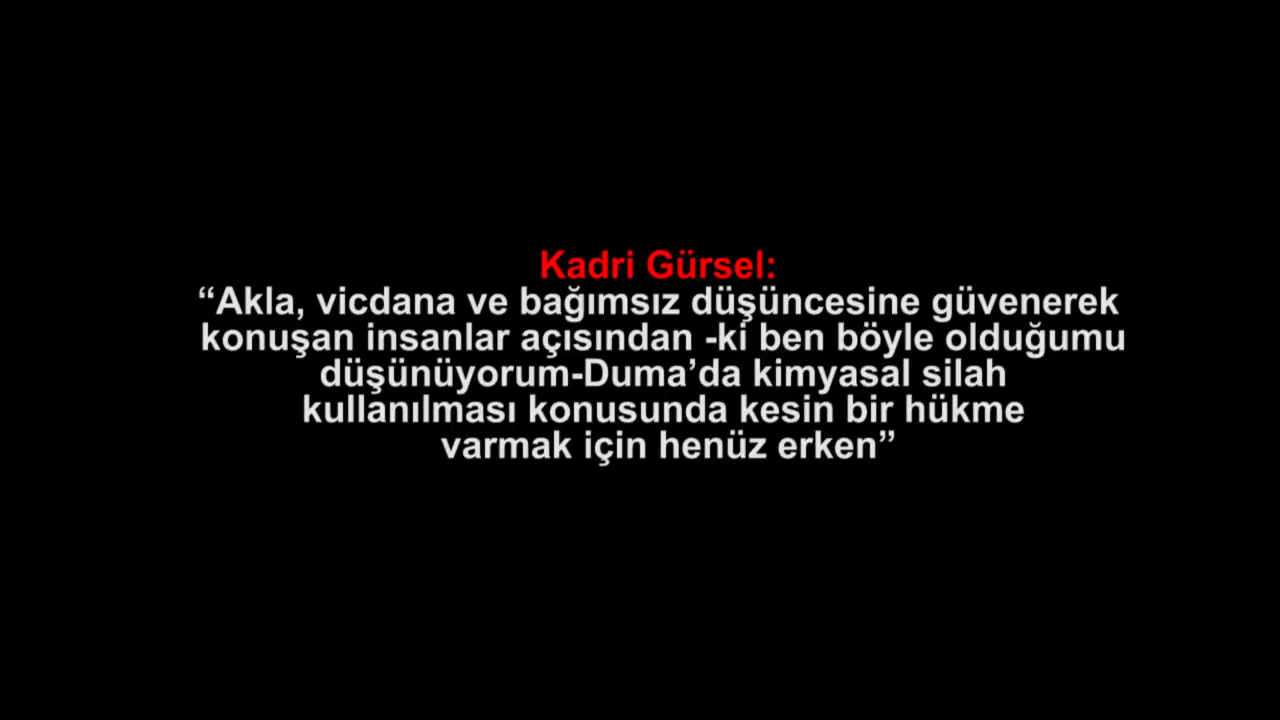 Kadri Gürsel:
“Akla, vicdana ve bağımsız düşüncesine güvenerek
konuşan insanlar açısından -ki ben böyle olduğumu
düşünüyorum-Duma’da kimyasal silah
kullanılması konusunda kesin bir hükme
varmak için henüz erken”